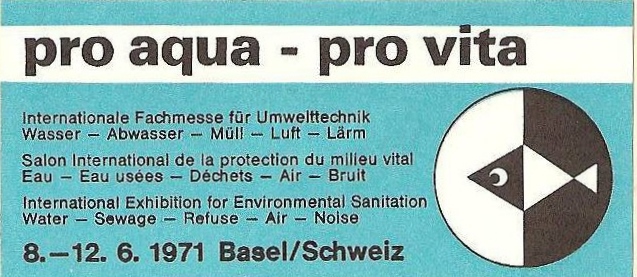 pro aqua - pro vita
Internationale Fachmesse für Umwelttechnik
Wasser – Abwasser – Müll – Luft – Lärm
Salon International de la protection du milieu vital
Eau – Eau usées – Déchets – Air – Bruit
International Exhibition for Environmental Sanitation
Water – Sewage – Refuse – Air – Noise
8.–12. 6. 1971 Basel/Schweiz